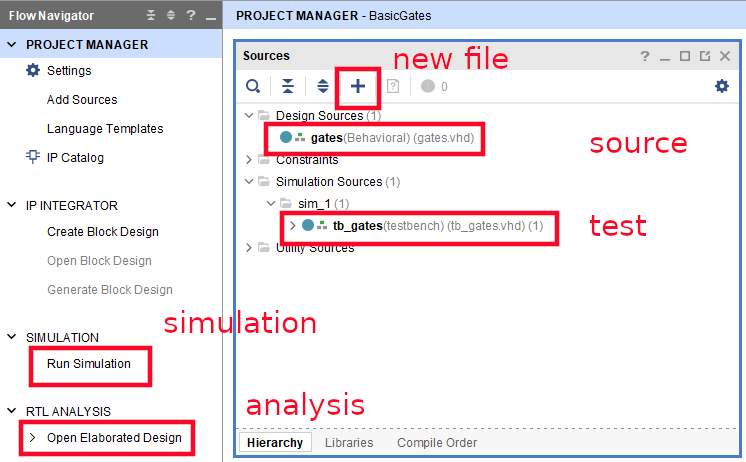 Flow Navigator
PROJECT MANAGER
Settings
Add Sources
Language Templates
IP Catalog
IP INTEGRATOR
Create Block Design
Open Block Design
Generate Block Design
SIMULATION
Run Simulation
RTL ANALYSIS
Open Elaborated Design
simulation
PROJECT MANAGER - BasicGates
Sources
new file
0
Design Sources (1)
gates(Behavioral) (gates.vhd)
source
Constraints
Simulation Sources (1)
sim_1 (1)
tb_gates(testbench) (tb_gates.vhd) (1)
test
Utility Sources
analysis
Hierarchy Libraries Compile Order